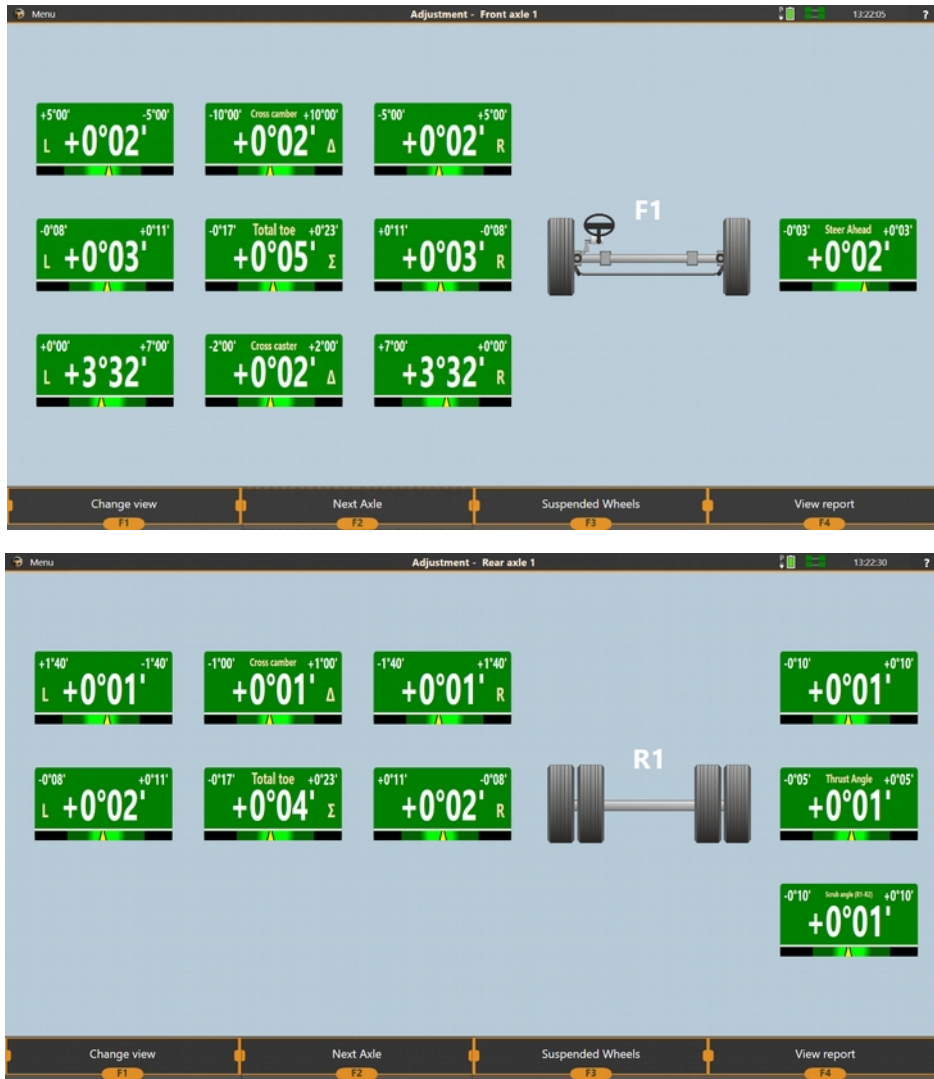 Menu Adjustment - Front axle 1 13:22:05 ?
+5°00' -5°00' -10°00' Cross camber +10°00' -5°00' +5°00'
L +0°02' +0°02' Δ +0°02' R
F1
-0°08' +0°11' -0°17' Total toe +0°23' +0°11' -0°08' -0°03' Steer Ahead +0°03'
L +0°03' +0°05' Σ +0°03' R +0°02'
+0°00' +7°00' -2°00' Cross caster +2°00' +7°00' +0°00'
L +3°32' +0°02' Δ +3°32' R
Change view Next Axle Suspended Wheels View report
F1 F2 F3 F4
Menu Adjustment - Rear axle 1 13:22:30 ?
+1°40' -1°40' -1°00' Cross camber +1°00' -1°40' +1°40' -0°10' +0°10'
L +0°01' +0°01' Δ +0°01' R +0°01'
R1
-0°08' +0°11' -0°17' Total toe +0°23' +0°11' -0°08' -0°05' Thrust Angle +0°05'
L +0°02' +0°04' Σ +0°02' R +0°01'
-0°10' Scrub angle (R1-R2) +0°10'
+0°01'
Change view Next Axle Suspended Wheels View report
F1 F2 F3 F4